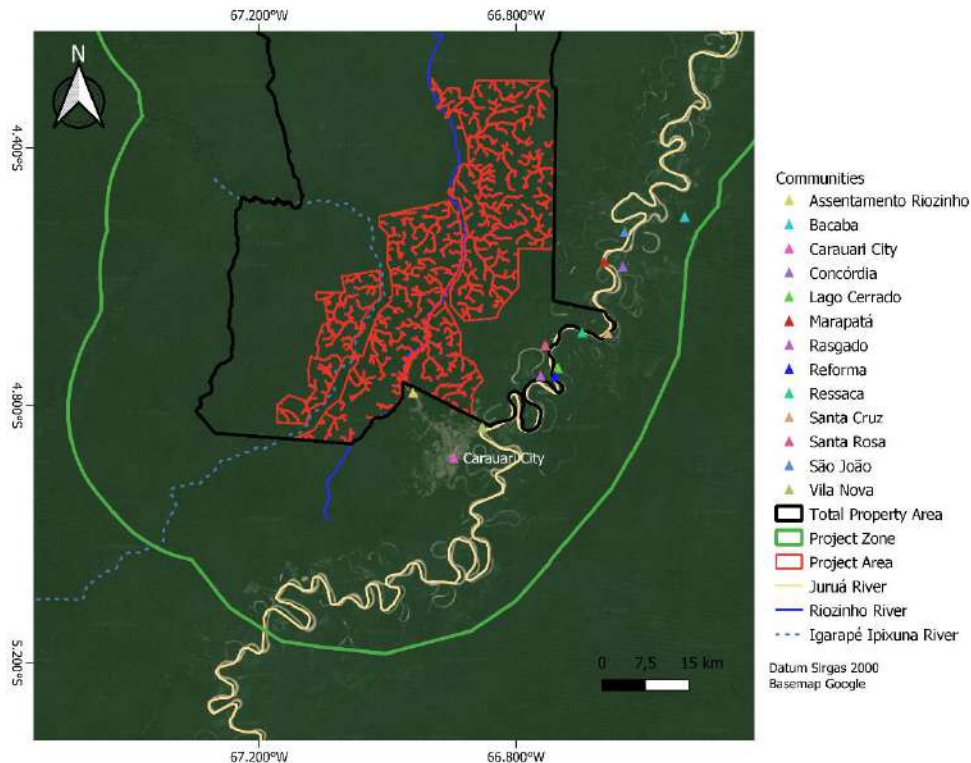 67.200°W 66.800°W
N
4.400°S
4.800°S
5.200°S
Carauari City
0 7,5 15 km
67.200°W 66.800°W
Communities
Assentamento Riozinho
Bacaba
Carauari City
Concórdia
Lago Cerrado
Marapatá
Rasgado
Reforma
Ressaca
Santa Cruz
Santa Rosa
São João
Vila Nova
Total Property Area
Project Zone
Project Area
Juruá River
Riozinho River
Igarapé Ipixuna River
Datum Sirgas 2000
Basemap Google